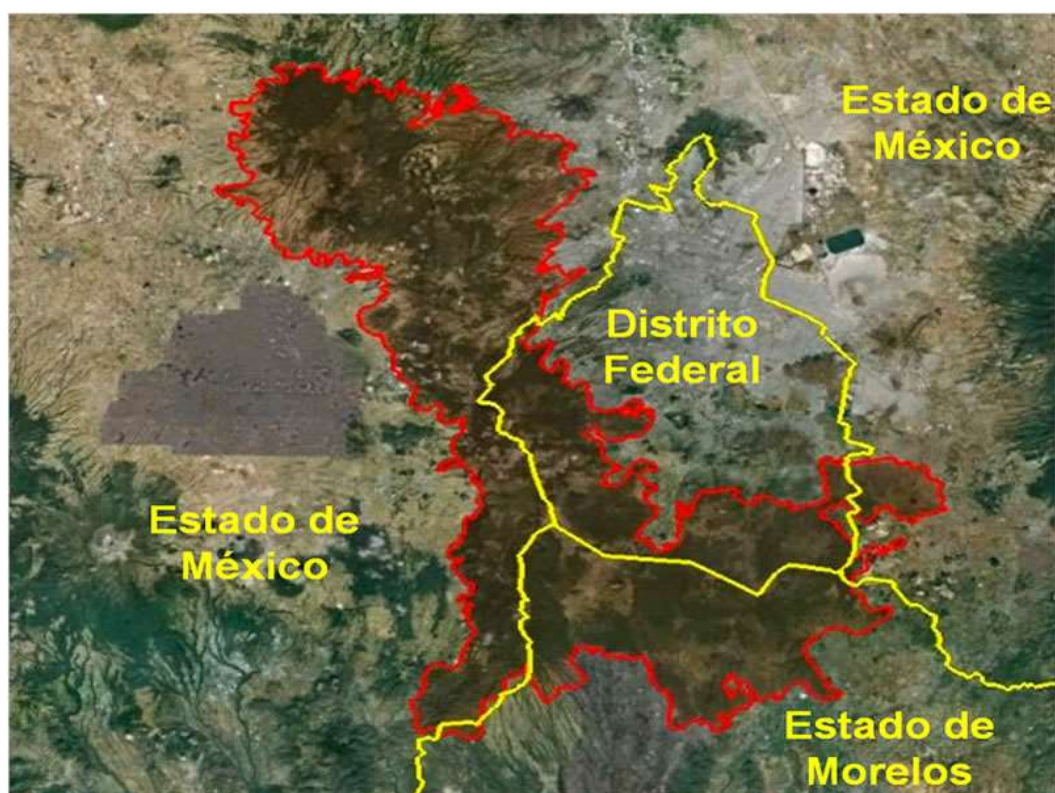 Estado de
México
Distrito
Federal
Estado de
México
Estado de
Morelos